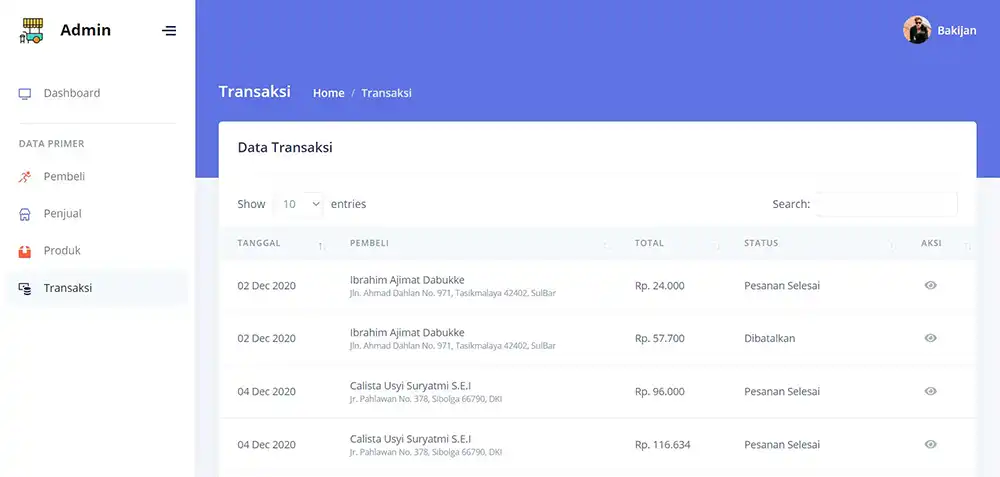 Admin
Bakijan
Dashboard
DATA PRIMER
Pembeli
Penjual
Produk
Transaksi
Transaksi Home / Transaksi
Data Transaksi
Show 10 entries Search:
TANGGAL PEMBELI TOTAL STATUS AKSI
02 Dec 2020 Ibrahim Ajimat Dabukke Rp. 24.000 Pesanan Selesai
Jln. Ahmad Dahlan No. 971, Tasikmalaya 42402, SulBar
02 Dec 2020 Ibrahim Ajimat Dabukke Rp. 57.700 Dibatalkan
Jln. Ahmad Dahlan No. 971, Tasikmalaya 42402, SulBar
04 Dec 2020 Calista Usyi Suryatmi S.E.I Rp. 96.000 Pesanan Selesai
Jr. Pahlawan No. 378, Sibolga 66790, DKI
04 Dec 2020 Calista Usyi Suryatmi S.E.I Rp. 116.634 Pesanan Selesai
Jr. Pahlawan No. 378, Sibolga 66790, DKI